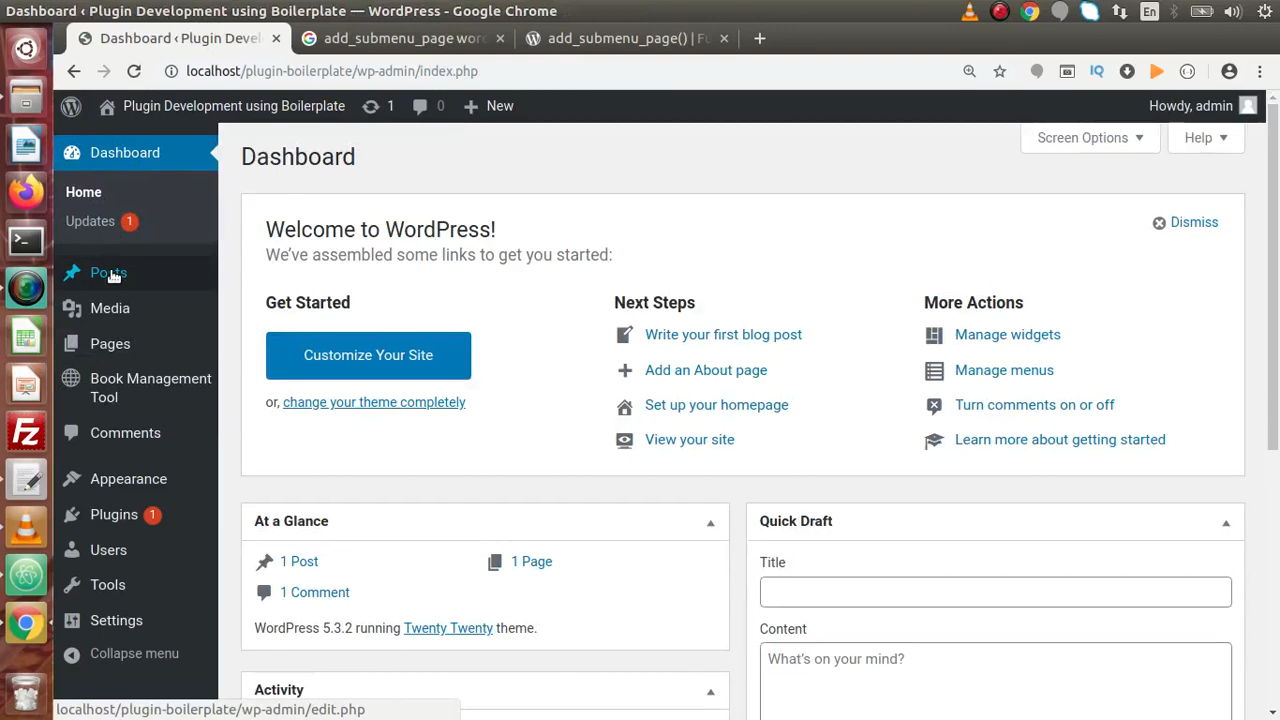 Dashboard ‹ Plugin Development using Boilerplate — WordPress - Google Chrome
En
Dashboard ‹ Plugin Devel
add_submenu_page wor
add_submenu_page() | Fu
localhost/plugin-boilerplate/wp-admin/index.php
IQ
Plugin Development using Boilerplate
1
0
New
Howdy, admin
Dashboard
Home
Updates 1
Posts
Media
Pages
Book Management
Tool
Comments
Appearance
Plugins 1
Users
Tools
Settings
Collapse menu
Dashboard
Screen Options
Help
Welcome to WordPress!
Dismiss
We've assembled some links to get you started:
Get Started
Customize Your Site
or, change your theme completely
Next Steps
Write your first blog post
Add an About page
Set up your homepage
View your site
More Actions
Manage widgets
Manage menus
Turn comments on or off
Learn more about getting started
At a Glance
1 Post
1 Page
1 Comment
WordPress 5.3.2 running Twenty Twenty theme.
Activity
Quick Draft
Title
Content
What's on your mind?
localhost/plugin-boilerplate/wp-admin/edit.php